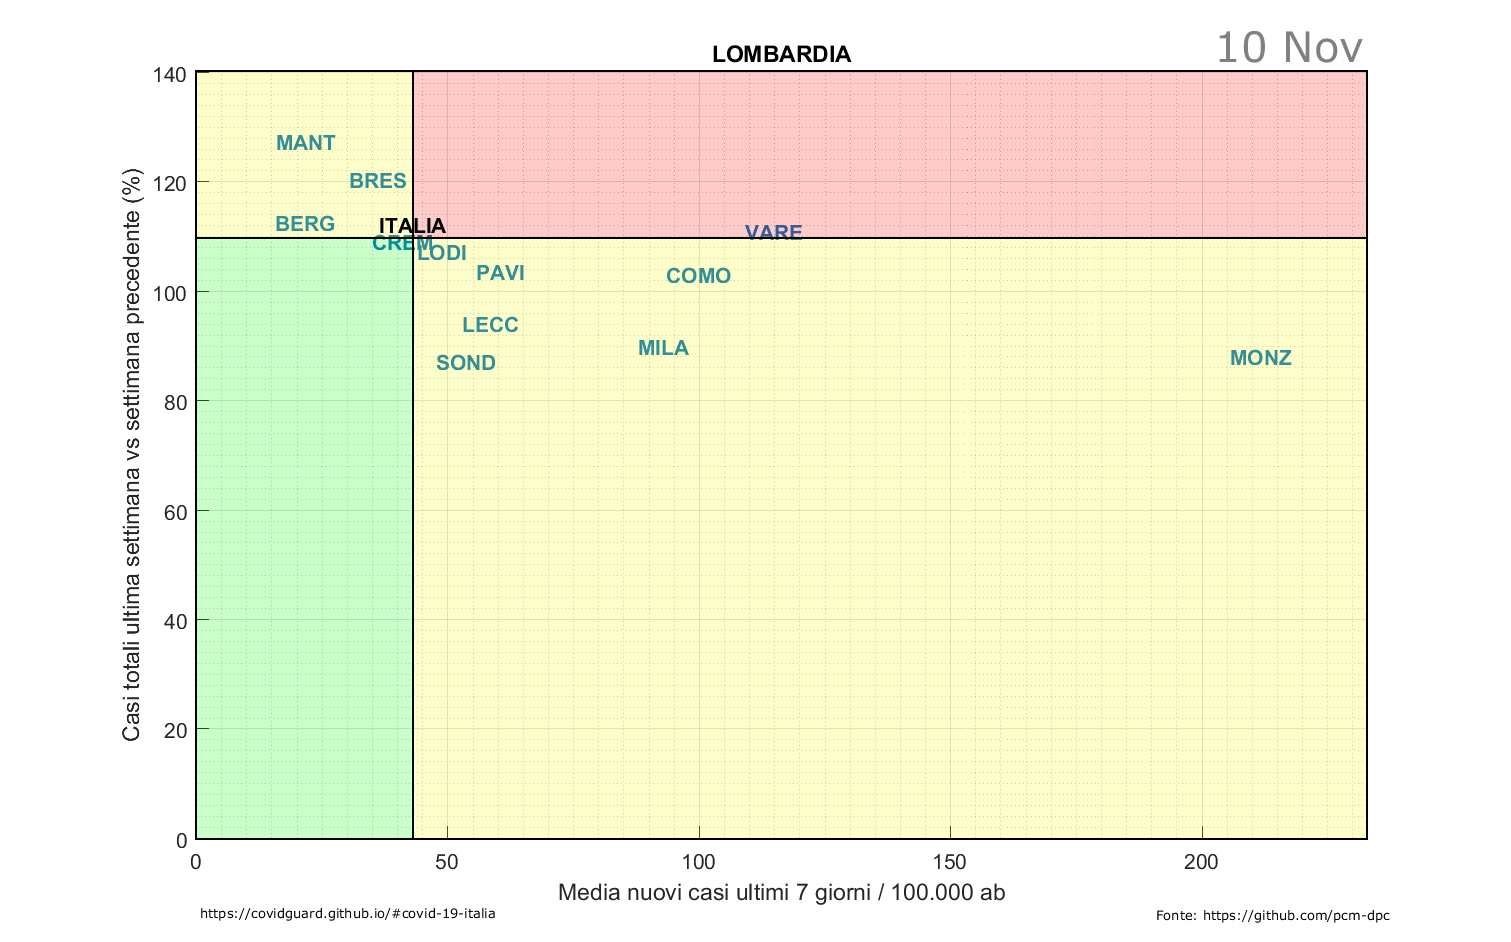 10 Nov
LOMBARDIA
140
MANT
120
BRES
BERG
ITALIA
VARE
CREM
LODI
PAVI
COMO
100
LECC
MILA
MONZ
SOND
80
60
40
20
0
Casi totali ultima settimana vs settimana precedente (%)
0 50 100 150 200
Media nuovi casi ultimi 7 giorni / 100.000 ab
https://covidguard.github.io/#covid-19-italia
Fonte: https://github.com/pcm-dpc